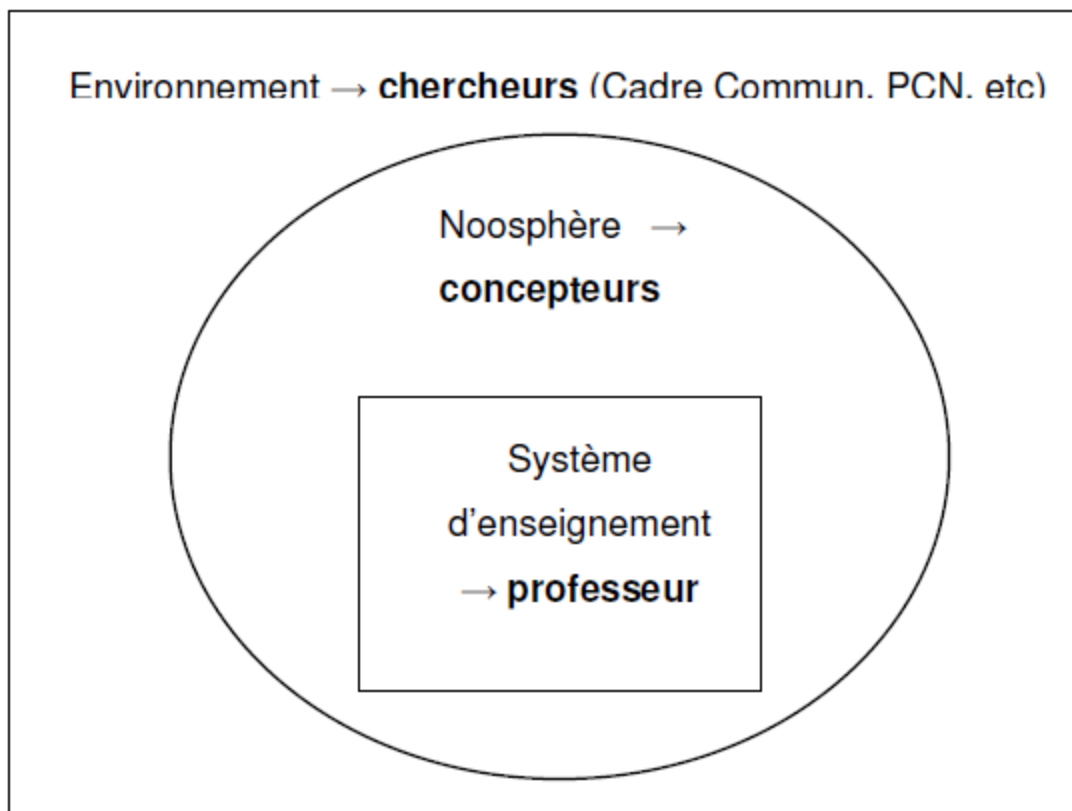 Environnement → chercheurs (Cadre Commun, PCN, etc)
Noosphère →
concepteurs
Système
d'enseignement
→ professeur